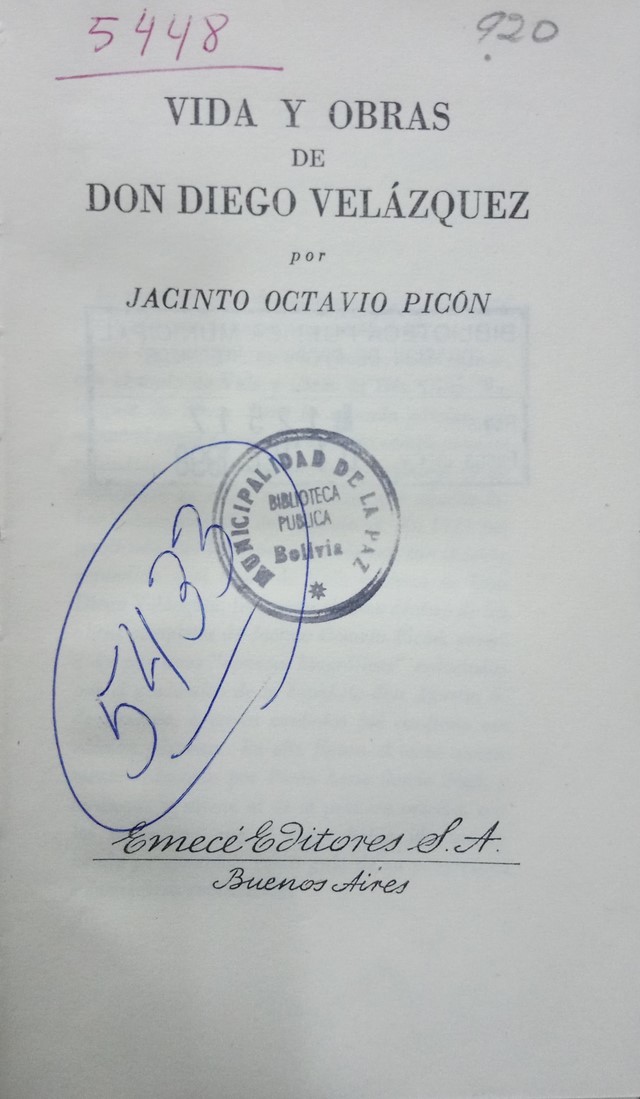 5448
920
VIDA Y OBRAS
DE
DON DIEGO VELÁZQUEZ
por
JACINTO OCTAVIO PICÓN
MUNICIPALIDAD DE LA PAZ
BIBLIOTECA
PUBLICA
Bolivia
5433
Emecé Editores S. A.
Buenos Aires